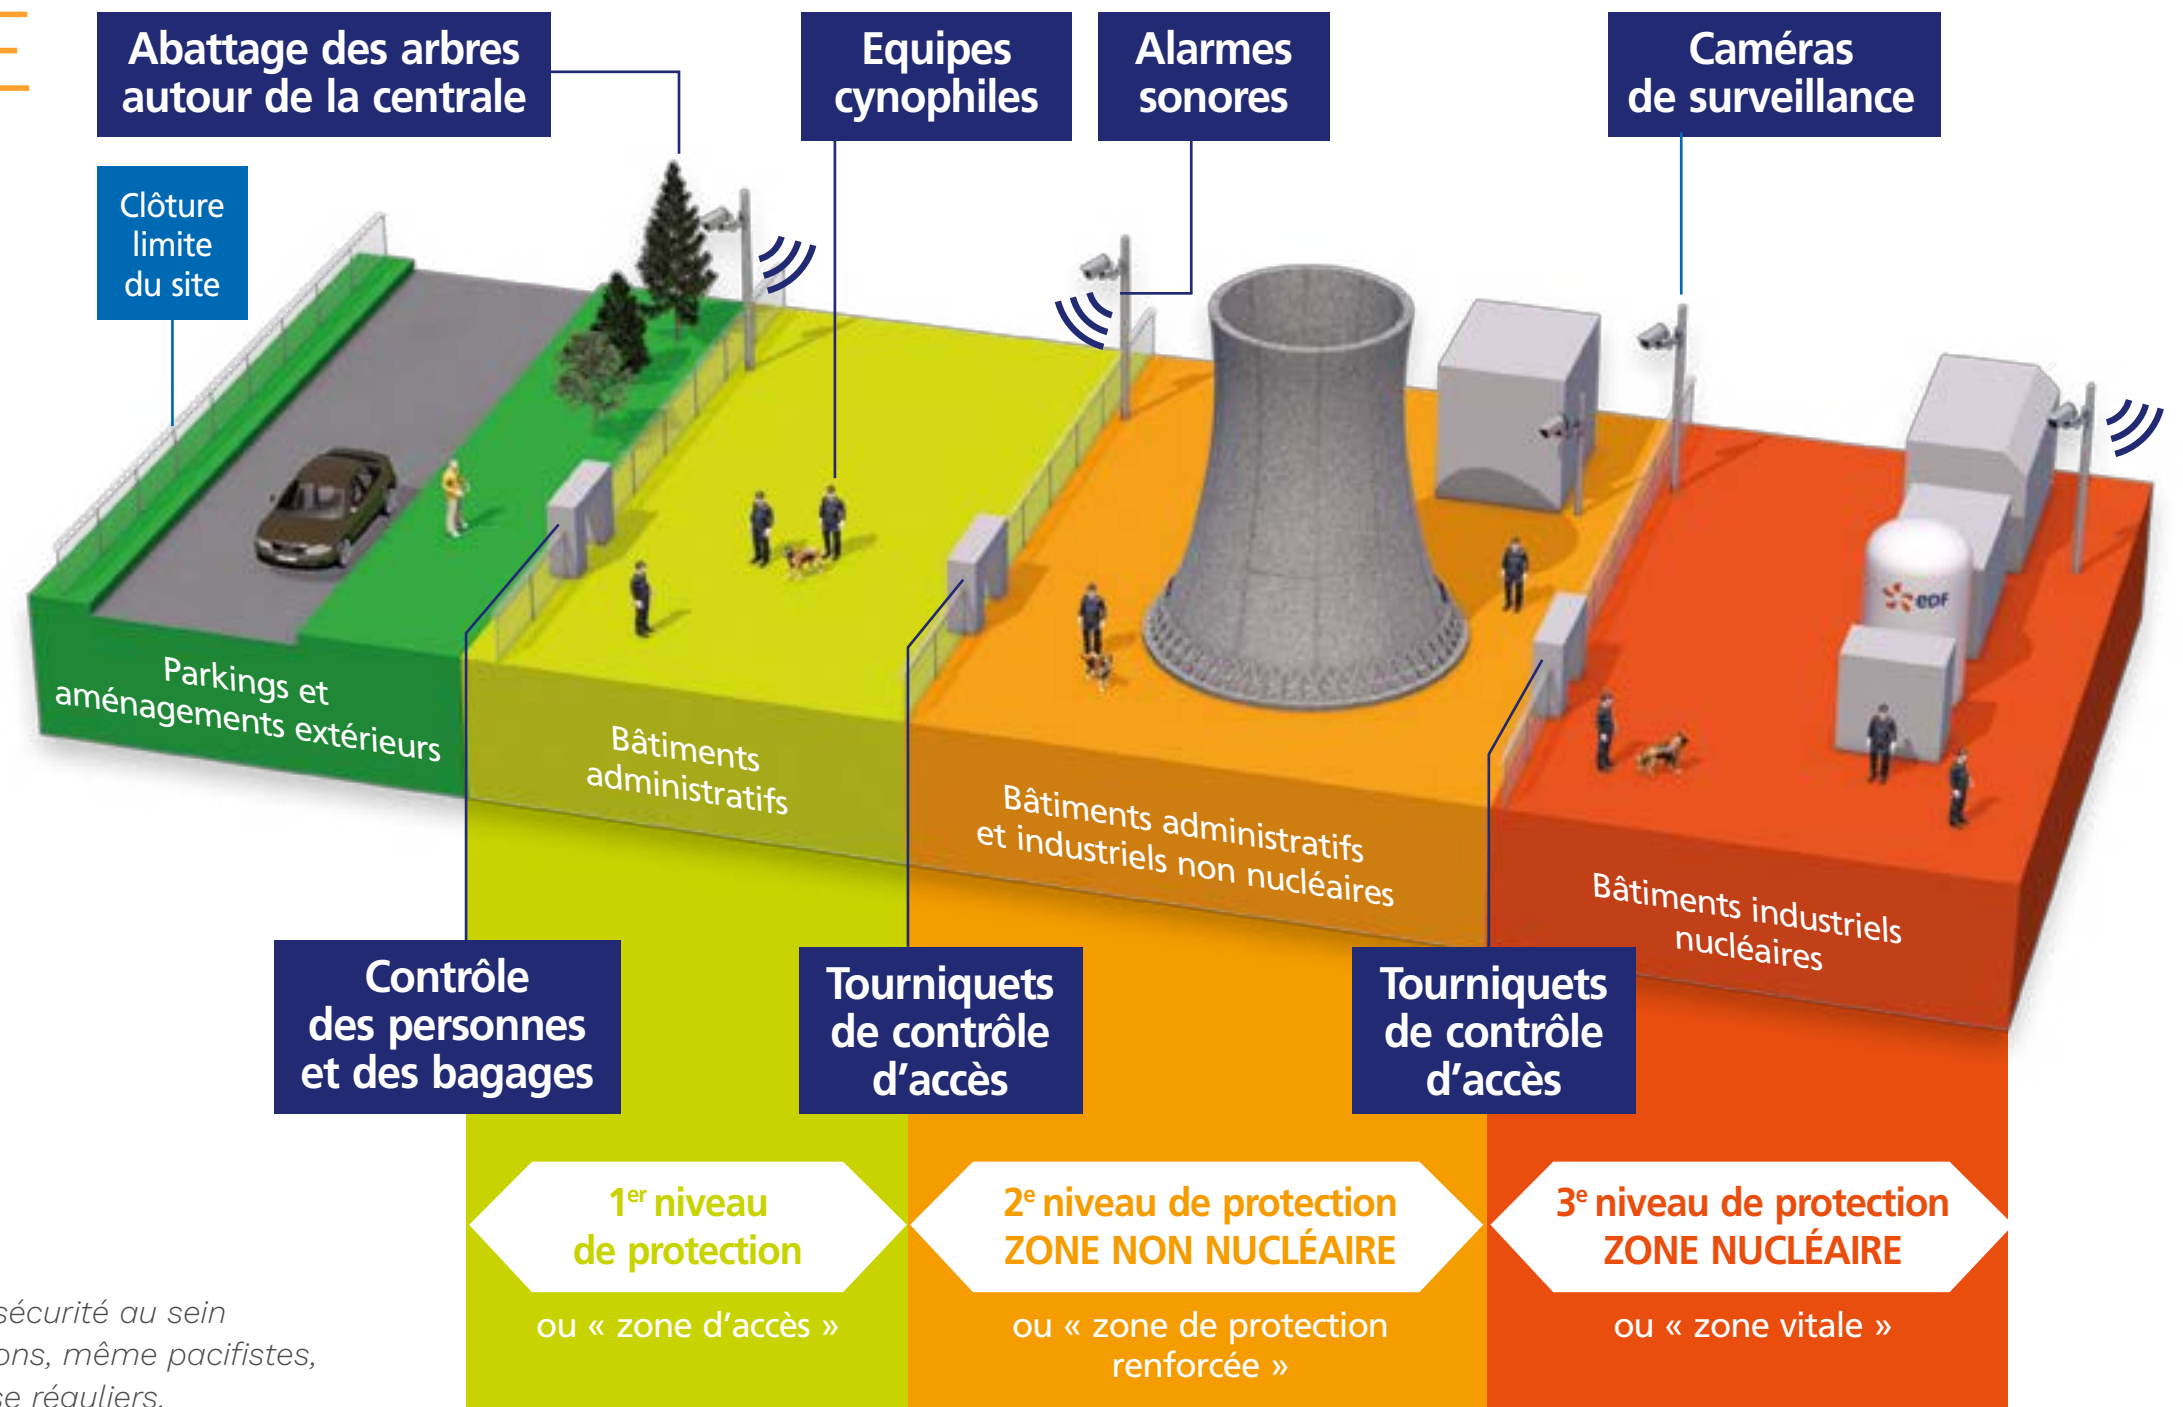 E
Abattage des arbres
autour de la centrale
Equipes
cynophiles
Alarmes
sonores
Caméras
de surveillance
Clôture
limite
du site
edf
Parkings et
aménagements extérieurs
Bâtiments
administratifs
Bâtiments administratifs
et industriels non nucléaires
Bâtiments industriels
nucléaires
Contrôle
des personnes
et des bagages
Tourniquets
de contrôle
d’accès
Tourniquets
de contrôle
d’accès
1er niveau
de protection
ou « zone d’accès »
2e niveau de protection
ZONE NON NUCLÉAIRE
ou « zone de protection
renforcée »
3e niveau de protection
ZONE NUCLÉAIRE
ou « zone vitale »
sécurité au sein
ons, même pacifistes,
se réguliers.